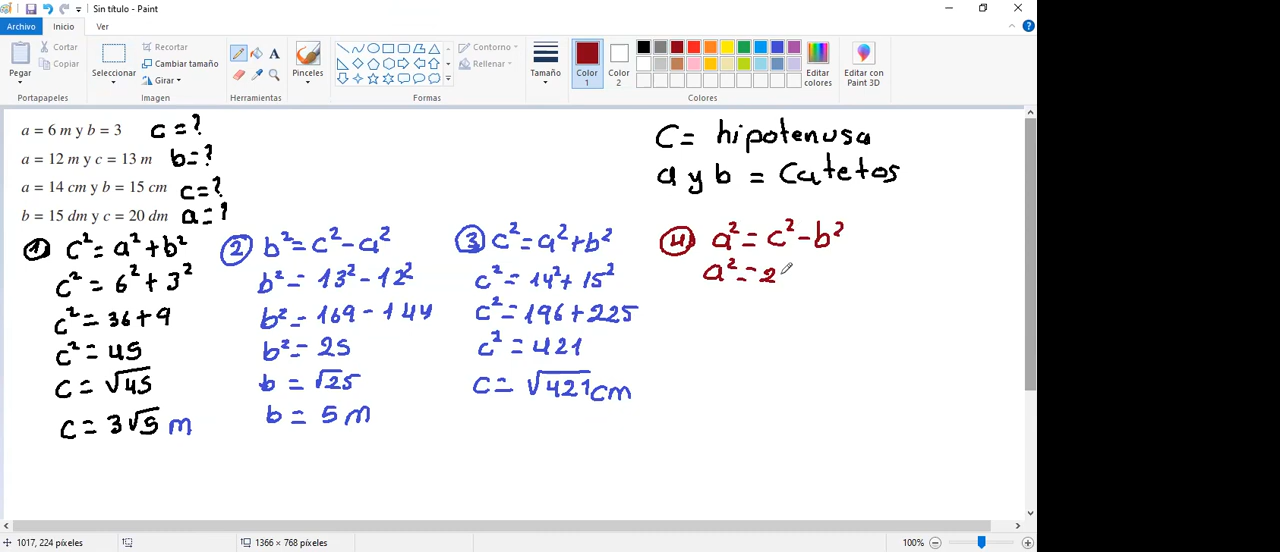 Sin título - Paint
Archivo Inicio Ver
Pegar
Cortar
Copiar
Portapapeles
Seleccionar
Recortar
Cambiar tamaño
Girar
Imagen
A
Herramientas
Pinceles
Contorno
Rellenar
Formas
Tamaño
Color 1
Color 2
Editar colores
Colores
Editar con Paint 3D
a = 6 m y b = 3 c = ?
a = 12 m y c = 13 m b = ?
a = 14 cm y b = 15 cm c = ?
b = 15 dm y c = 20 dm a = ?
C = hipotenusa
a y b = Catetos
1 c² = a² + b²
c² = 6² + 3²
c² = 36 + 9
c² = 45
c = √45
c = 3√5 m
2 b² = c² - a²
b² = 13² - 12²
b² = 169 - 144
b² = 25
b = √25
b = 5 m
3 c² = a² + b²
c² = 14² + 15²
c² = 196 + 225
c² = 421
c = √421 cm
4 a² = c² - b²
a² = 2
1017, 224 píxeles
1366 × 768 píxeles
100%